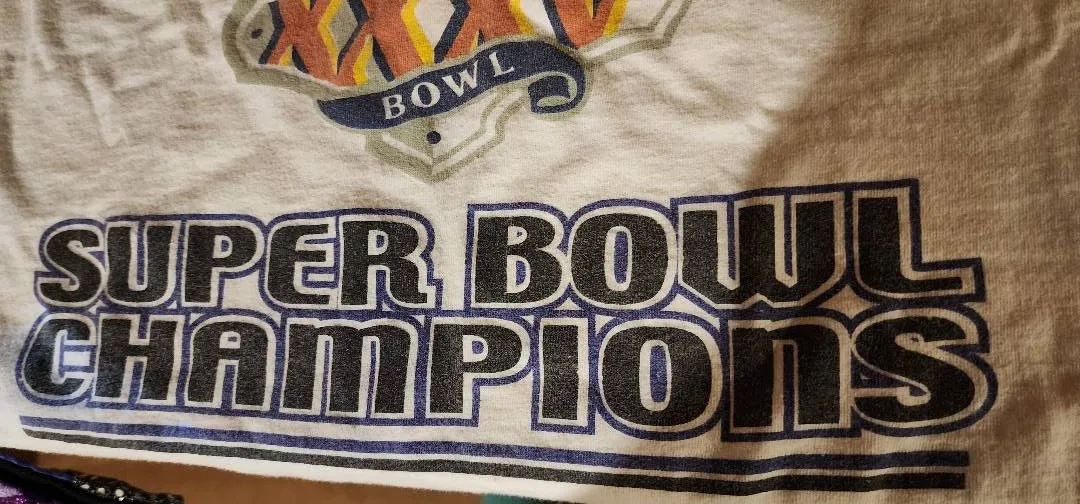 XXXV
BOWL
SUPER BOWL
CHAMPIONS